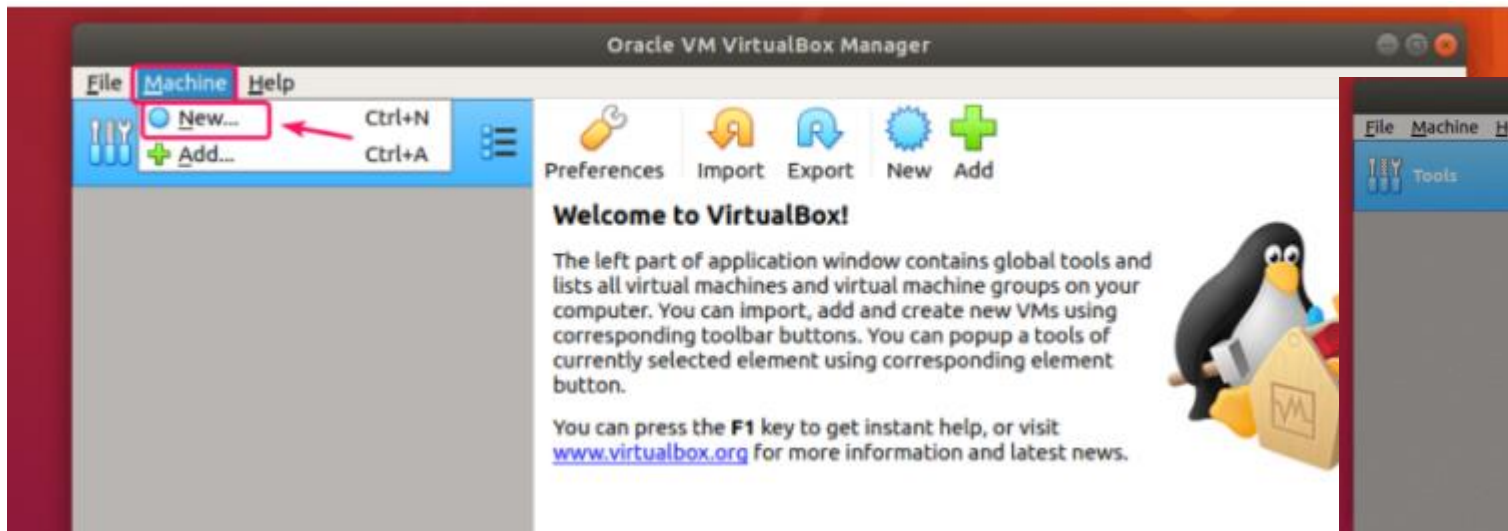 Oracle VM VirtualBox Manager
File Machine Help
New... Ctrl+N
Add... Ctrl+A
Preferences Import Export New Add
Welcome to VirtualBox!
The left part of application window contains global tools and
lists all virtual machines and virtual machine groups on your
computer. You can import, add and create new VMs using
corresponding toolbar buttons. You can popup a tools of
currently selected element using corresponding element
button.
You can press the F1 key to get instant help, or visit
www.virtualbox.org for more information and latest news.
File Machine H
Tools